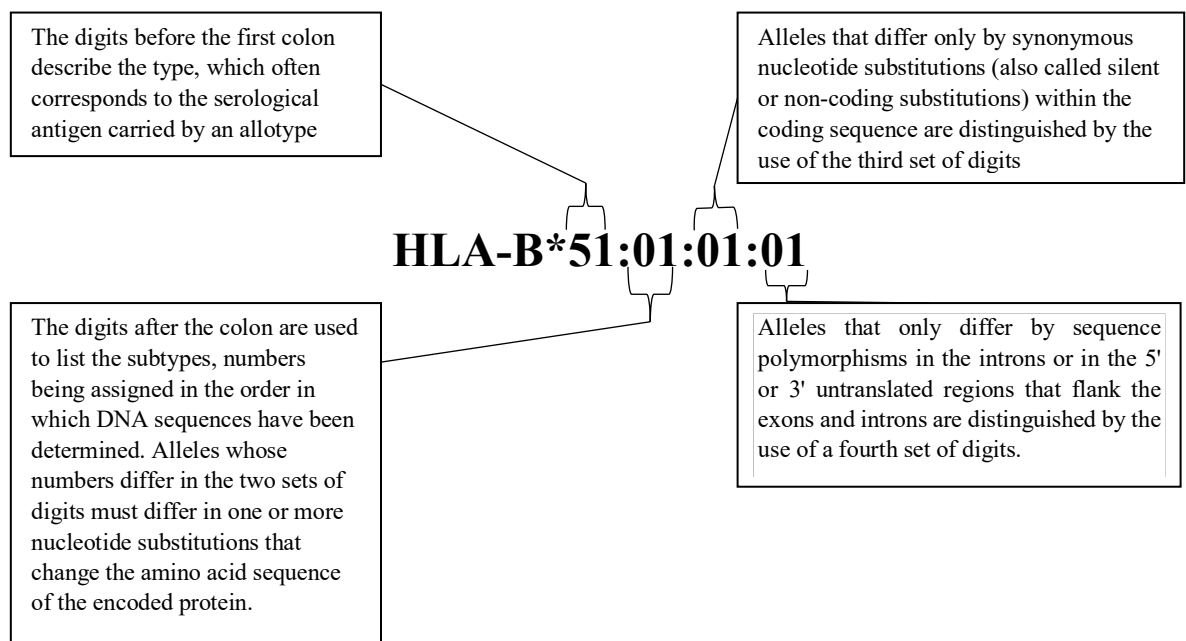 The digits before the first colon
describe the type, which often
corresponds to the serological
antigen carried by an allotype
Alleles that differ only by synonymous
nucleotide substitutions (also called silent
or non-coding substitutions) within the
coding sequence are distinguished by the
use of the third set of digits
HLA-B*51:01:01:01
The digits after the colon are used
to list the subtypes, numbers
being assigned in the order in
which DNA sequences have been
determined. Alleles whose
numbers differ in the two sets of
digits must differ in one or more
nucleotide substitutions that
change the amino acid sequence
of the encoded protein.
Alleles that only differ by sequence
polymorphisms in the introns or in the 5'
or 3' untranslated regions that flank the
exons and introns are distinguished by the
use of a fourth set of digits.